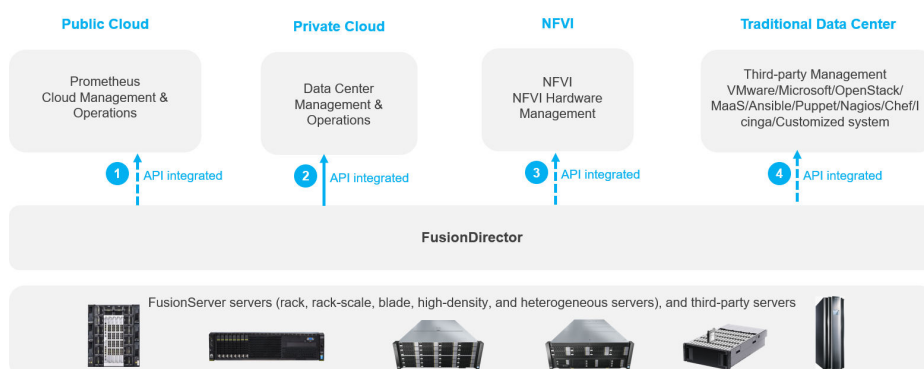 Public Cloud
Private Cloud
NFVI
Traditional Data Center
Prometheus
Cloud Management &
Operations
Data Center
Management &
Operations
NFVI
NFVI Hardware
Management
Third-party Management
VMware/Microsoft/OpenStack/
MaaS/Ansible/Puppet/Nagios/Chef/I
cinga/Customized system
1 API integrated
2 API integrated
3 API integrated
4 API integrated
FusionDirector
FusionServer servers (rack, rack-scale, blade, high-density, and heterogeneous servers), and third-party servers